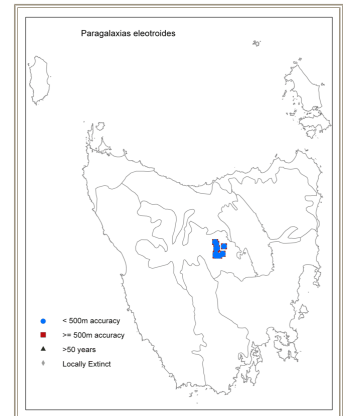 Paragalaxias eleotroides
< 500m accuracy
>= 500m accuracy
>50 years
Locally Extinct